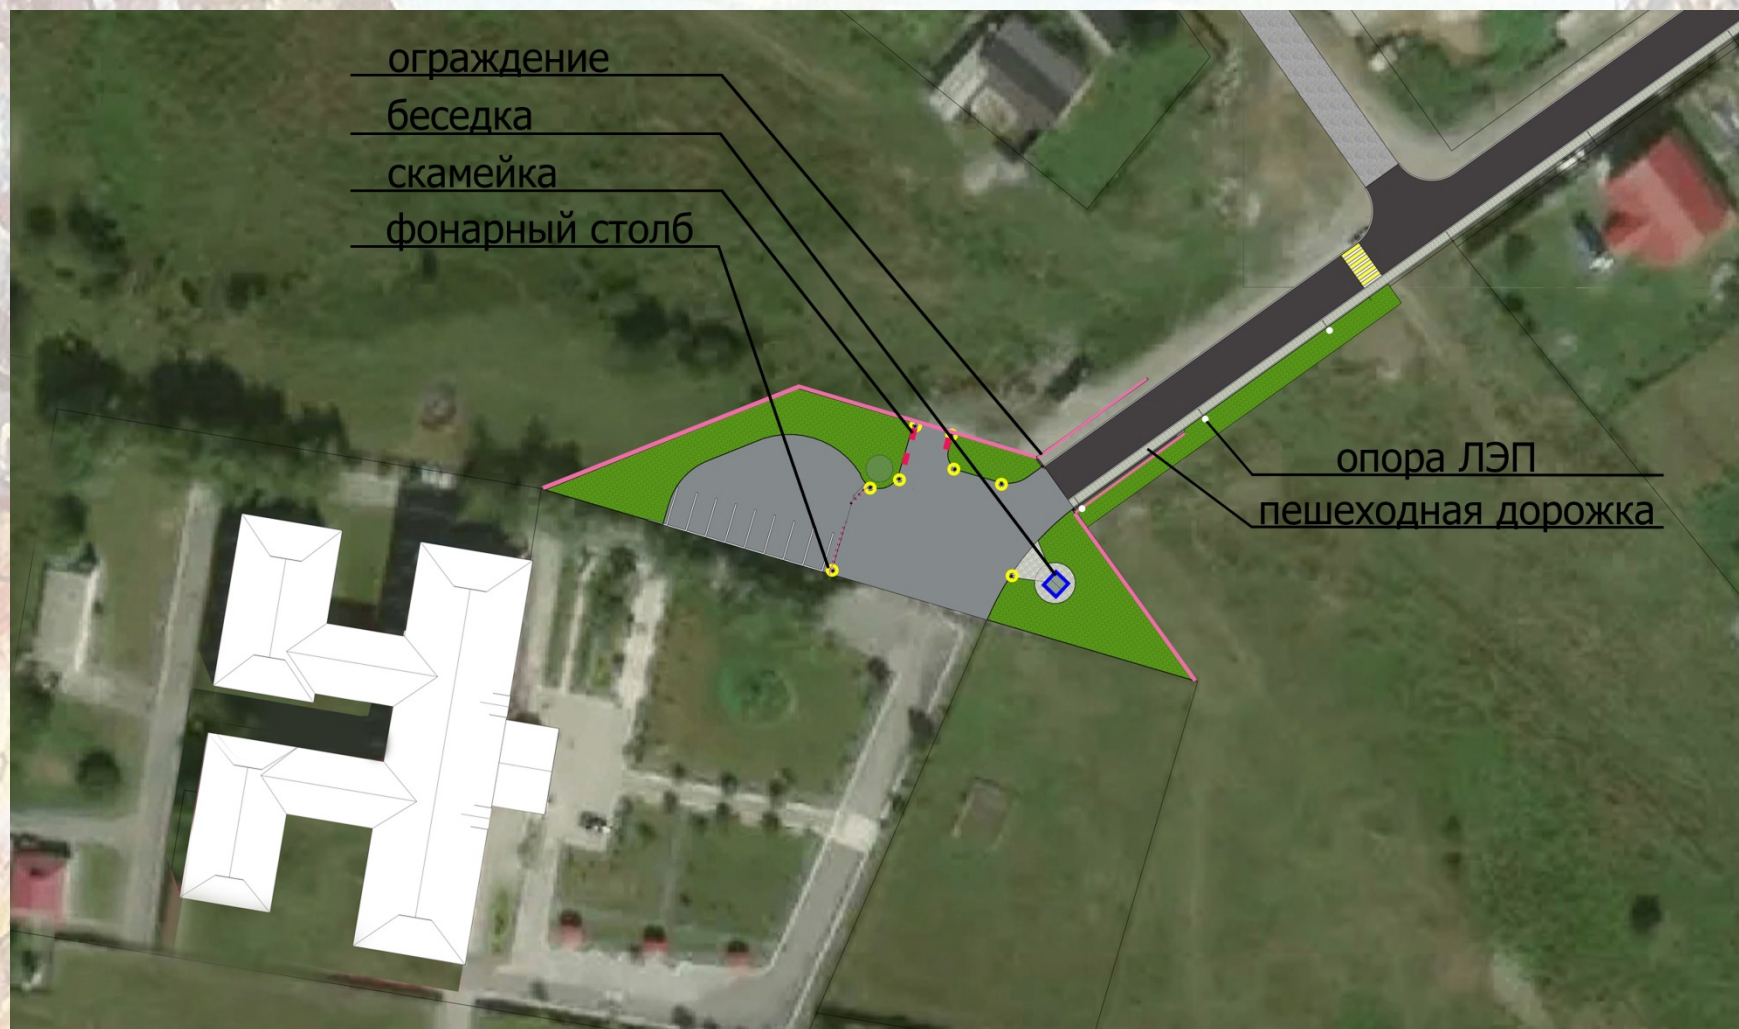 ограждение
беседка
скамейка
фонарный столб
опора ЛЭП
пешеходная дорожка